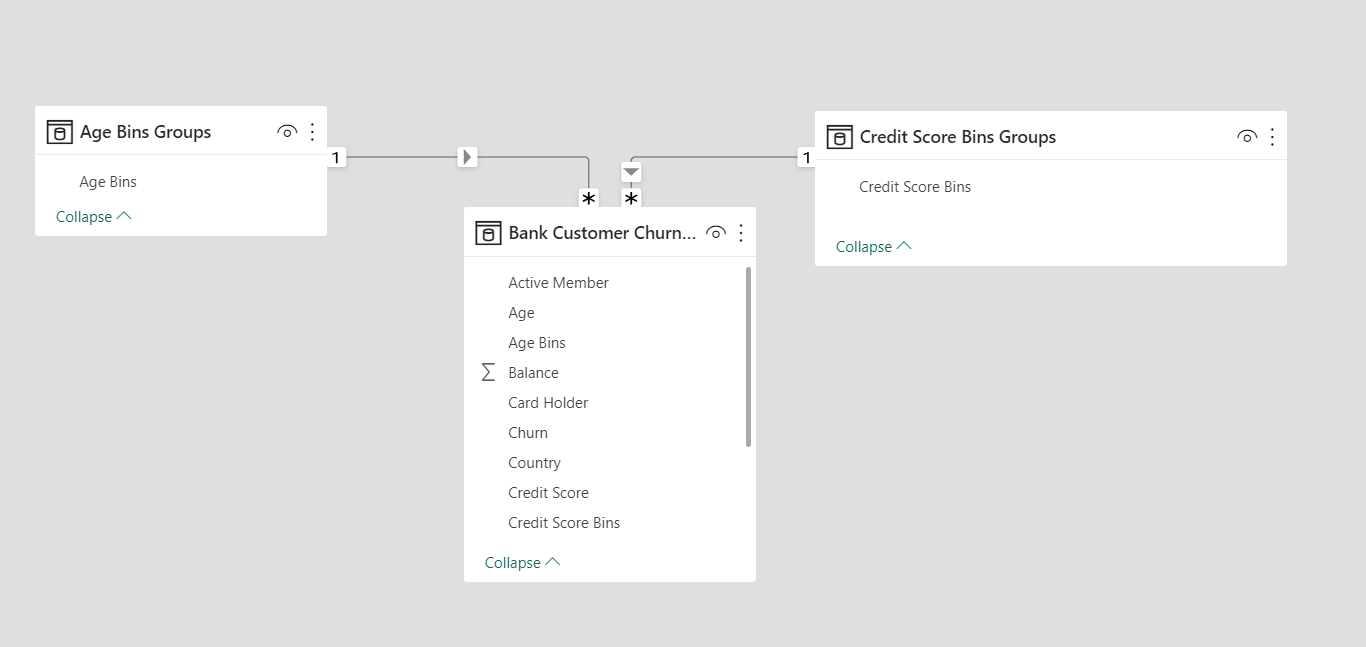 Age Bins Groups
Age Bins
Collapse
1
1
*
*
Credit Score Bins Groups
Credit Score Bins
Collapse
Bank Customer Churn...
Active Member
Age
Age Bins
Σ Balance
Card Holder
Churn
Country
Credit Score
Credit Score Bins
Collapse